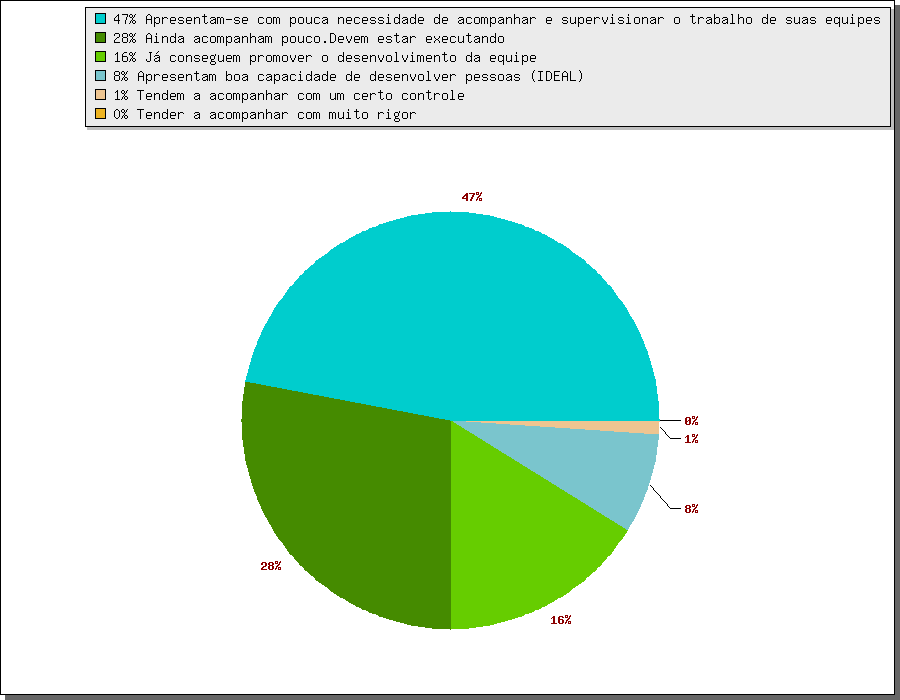 47% Apresentam-se com pouca necessidade de acompanhar e supervisionar o trabalho de suas equipes
28% Ainda acompanham pouco.Devem estar executando
16% Já conseguem promover o desenvolvimento da equipe
8% Apresentam boa capacidade de desenvolver pessoas (IDEAL)
1% Tendem a acompanhar com um certo controle
0% Tender a acompanhar com muito rigor
47%
0%
1%
8%
28%
16%